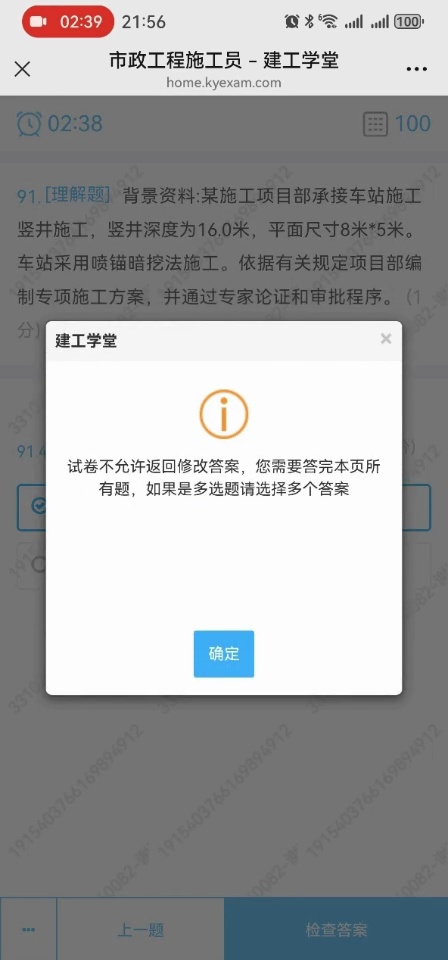 02:39 21:56 6 100
市政工程施工员 - 建工学堂
home.kyexam.com
02:38 100
91.[理解题] 背景资料:某施工项目部承接车站施工
竖井施工，竖井深度为16.0米，平面尺寸8米*5米。
车站采用喷锚暗挖法施工。依据有关规定项目部编
制专项施工方案，并通过专家论证和审批程序。 (1
分)
建工学堂
×
试卷不允许返回修改答案，您需要答完本页所
有题，如果是多选题请选择多个答案
确定
91.4
分)
191540376616989491​2
... 上一题 检查答案